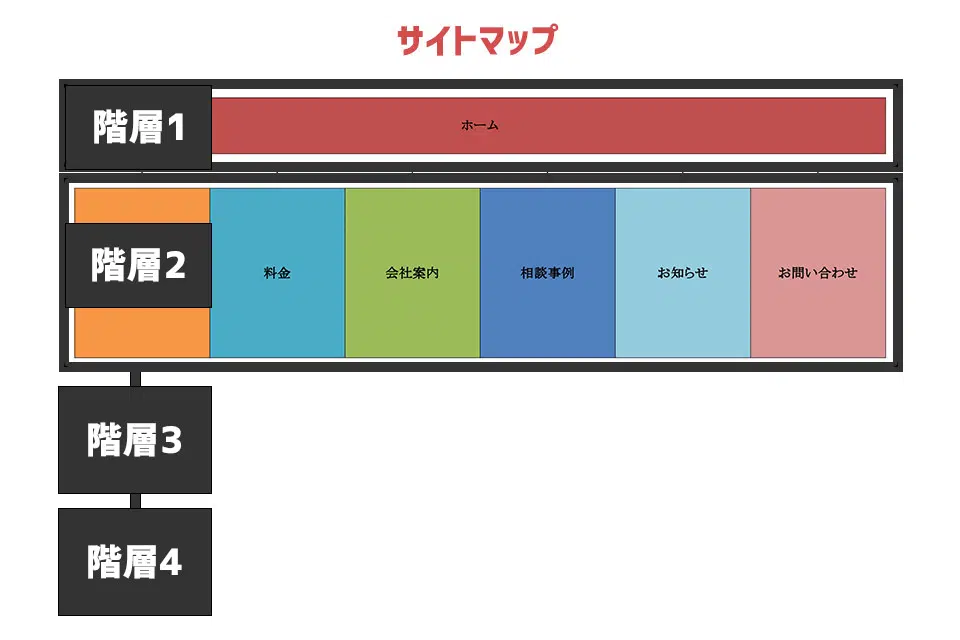 サイトマップ
階層1
ホーム
階層2
料金
会社案内
相談事例
お知らせ
お問い合わせ
階層3
階層4